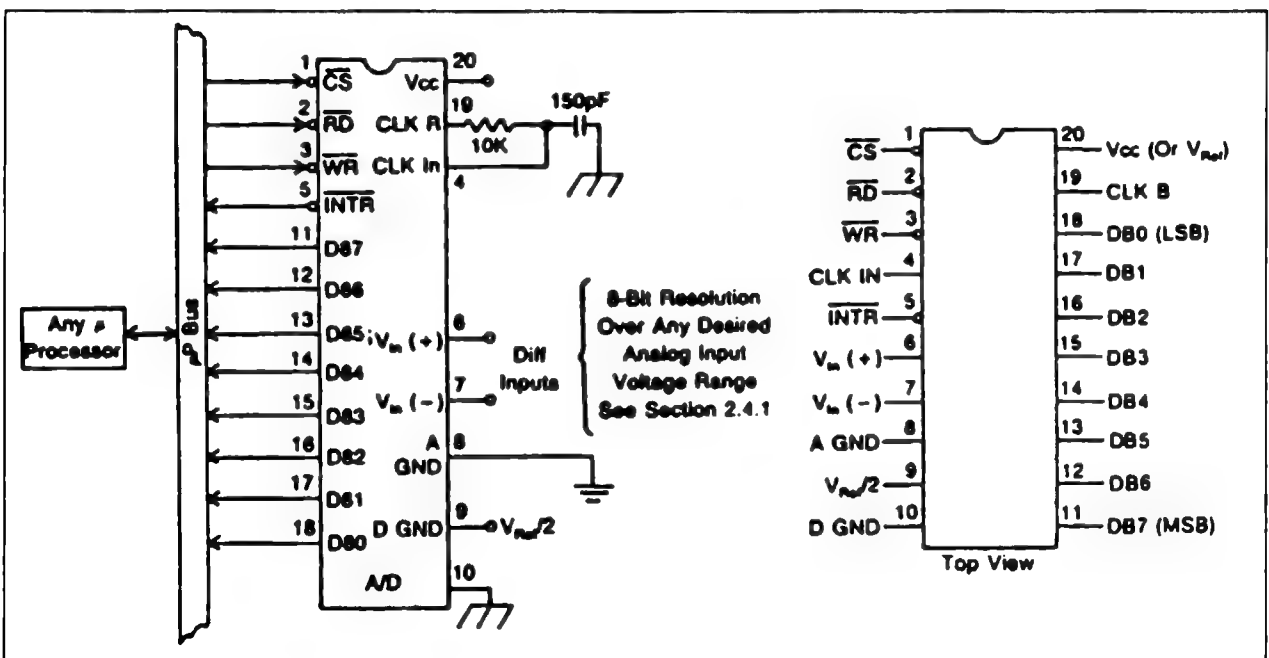 Any µ
Processor
µP Bus
1
CS
2
RD
3
WR
5
INTR
11
DB7
12
DB6
13
DB5
14
DB4
15
DB3
16
DB2
17
DB1
18
DB0
20
Vcc
19
CLK R
10K
150pF
CLK In
4
6
Vin (+)
7
Vin (-)
Diff
Inputs
8-Bit Resolution
Over Any Desired
Analog Input
Voltage Range
See Section 2.4.1
A
GND
8
9
D GND
VRef/2
A/D
10
1
CS
2
RD
3
WR
4
CLK IN
5
INTR
6
Vin (+)
7
Vin (-)
8
A GND
9
VRef/2
10
D GND
20
Vcc (Or VRef)
19
CLK B
18
DB0 (LSB)
17
DB1
16
DB2
15
DB3
14
DB4
13
DB5
12
DB6
11
DB7 (MSB)
Top View